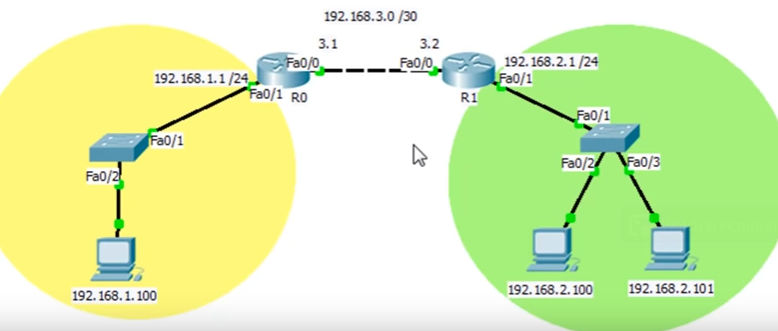 192.168.3.0 /30
3.1
3.2
Fa0/0
Fa0/0
192.168.1.1 /24
192.168.2.1 /24
Fa0/1
R0
R1
Fa0/1
Fa0/1
Fa0/1
Fa0/2
Fa0/2
Fa0/3
192.168.1.100
192.168.2.100
192.168.2.101